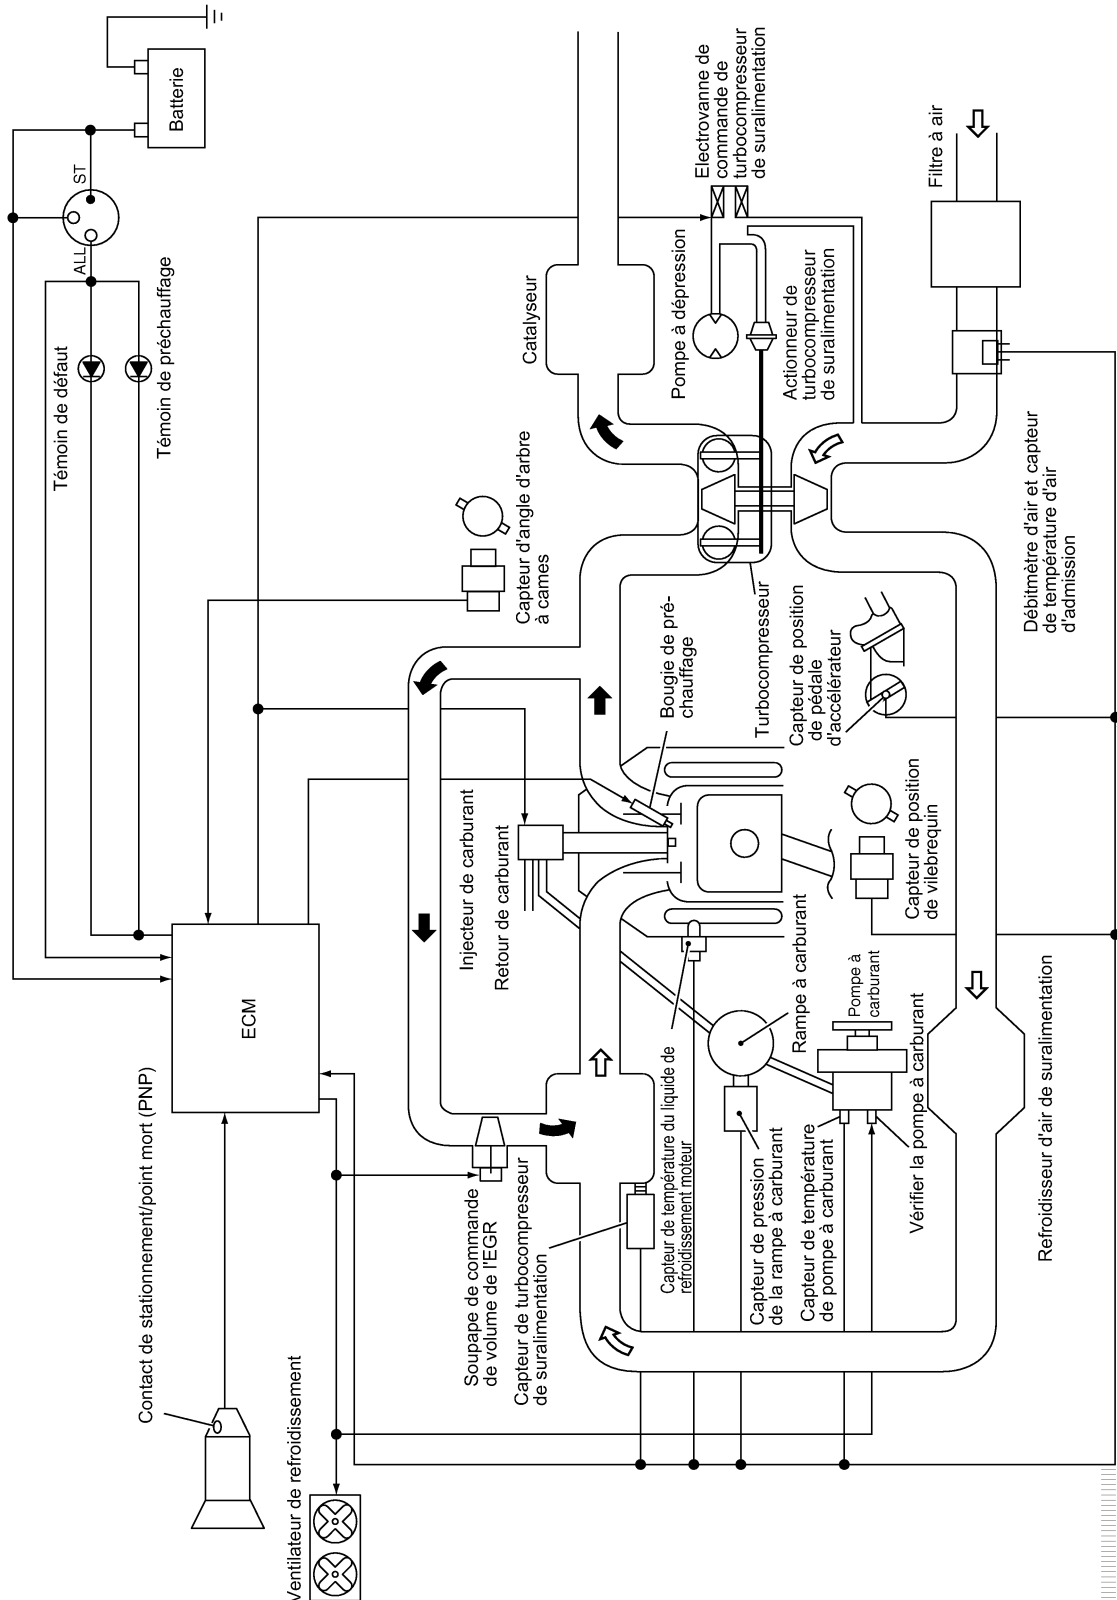 Ventilateur de refroidissement
Contact de stationnement/point mort (PNP)
ECM
Témoin de défaut
Témoin de préchauffage
ALL
ST
Batterie
Soupape de commande
de volume de l'EGR
Capteur de turbocompresseur
de suralimentation
Injecteur de carburant
Retour de carburant
Capteur d'angle d'arbre
à cames
Catalyseur
Capteur de température du liquide de
refroidissement moteur
Bougie de pré-
chauffage
Turbocompresseur
Pompe à dépression
Electrovanne de
commande de
turbocompresseur
de suralimentation
Actionneur de
turbocompresseur
de suralimentation
Capteur de pression
de la rampe à carburant
Capteur de température
de pompe à carburant
Rampe à carburant
Pompe à
carburant
Vérifier la pompe à carburant
Capteur de position
de vilebrequin
Capteur de position
de pédale
d'accélérateur
Filtre à air
Refroidisseur d'air de suralimentation
Débitmètre d'air et capteur
de température d'air
d'admission